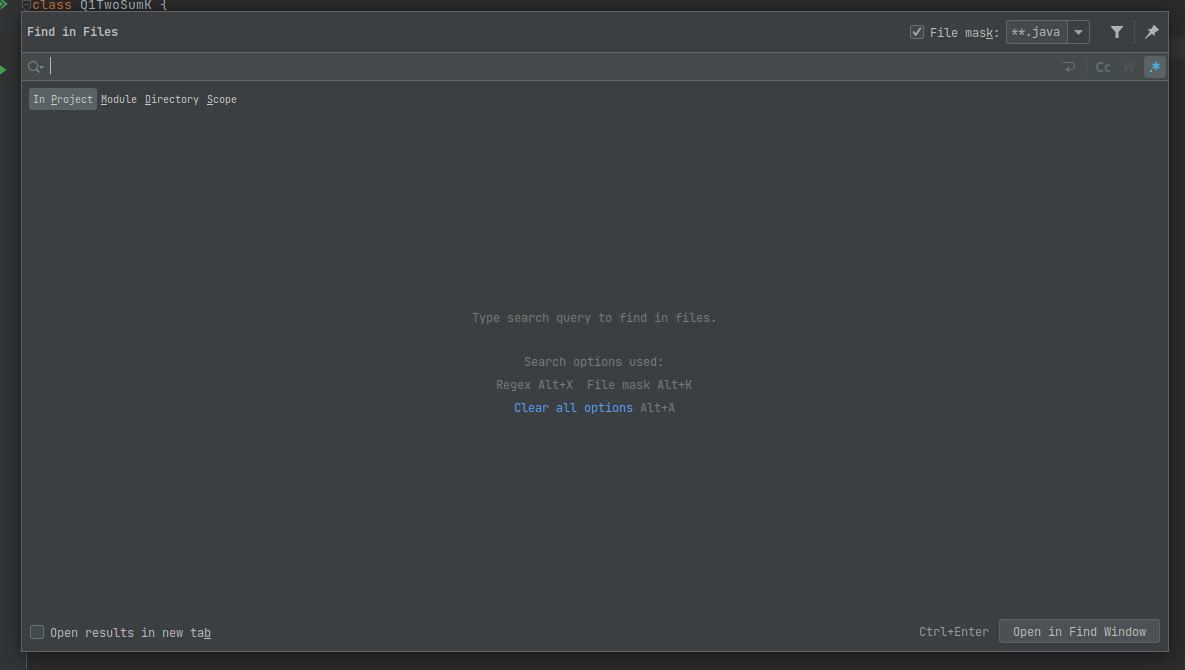 class Q1TwoSumK {
Find in Files
File mask: **.java
Cc W .*
In Project Module Directory Scope
Type search query to find in files.
Search options used:
Regex Alt+X File mask Alt+K
Clear all options Alt+A
Open results in new tab
Ctrl+Enter Open in Find Window